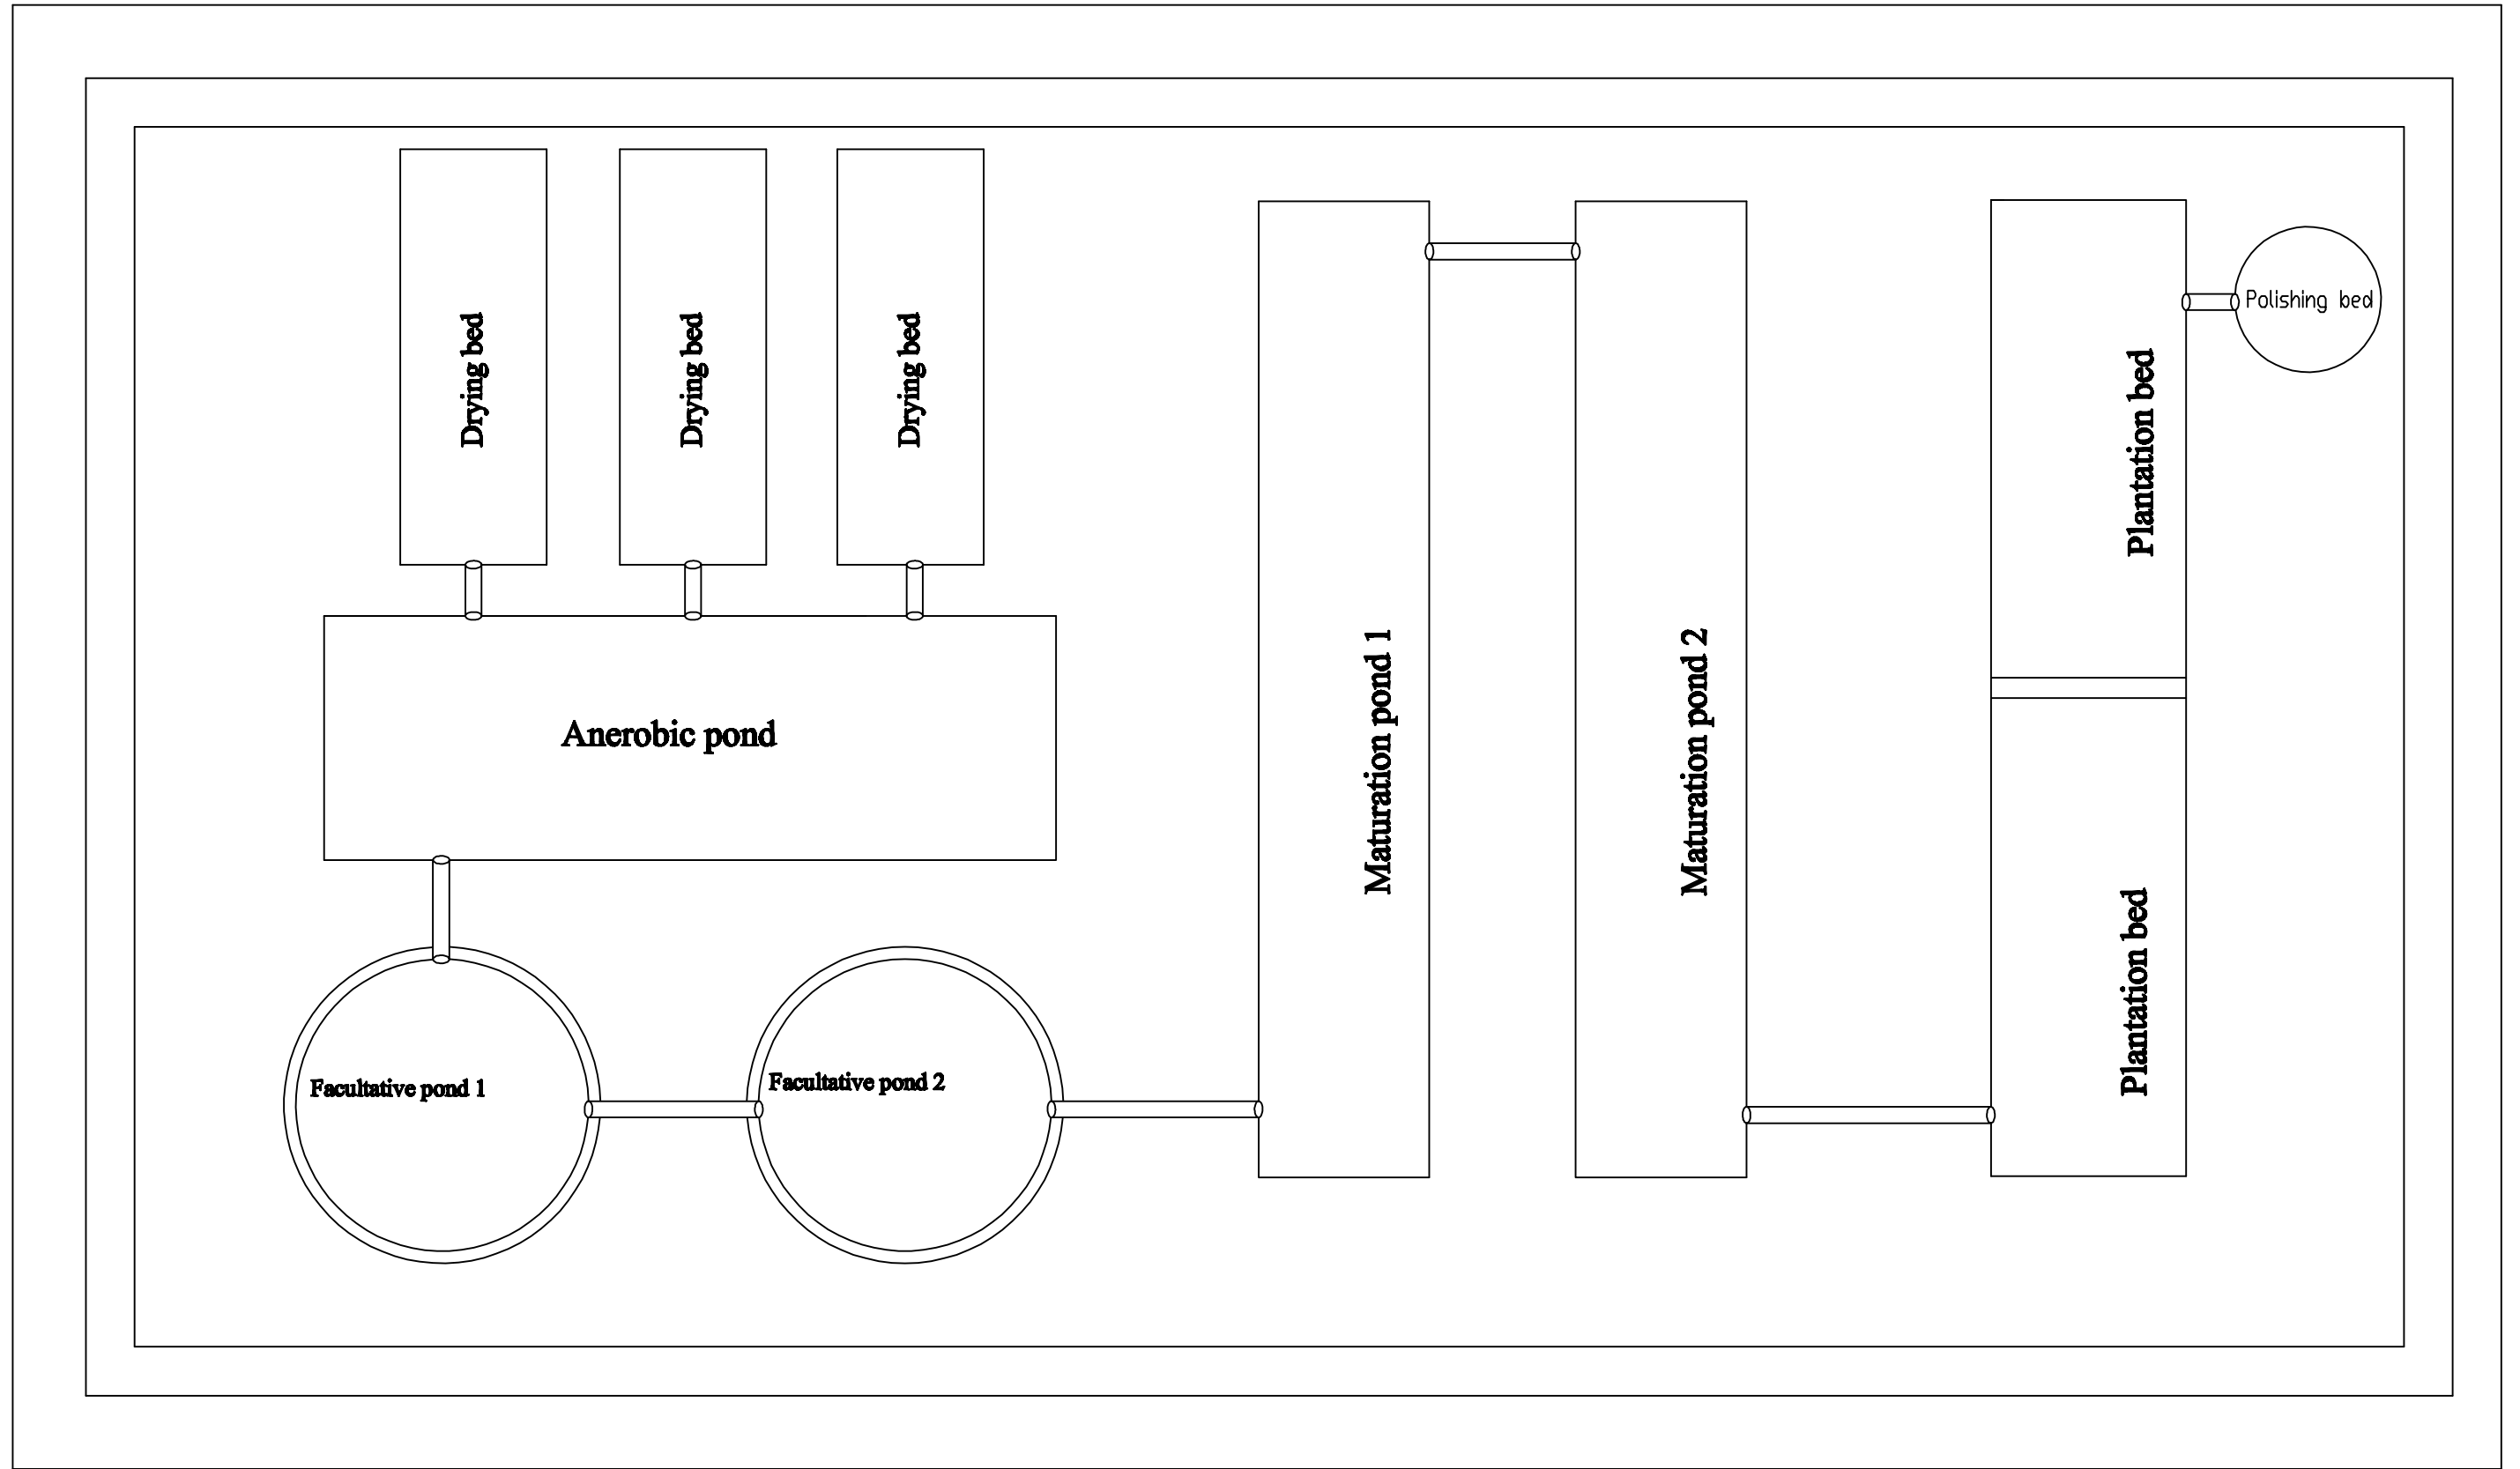 Drying bed
Drying bed
Drying bed
Polishing bed
Plantation bed
Anerobic pond
Maturation pond 1
Maturation pond 2
Plantation bed
Facultative pond 1
Facultative pond 2